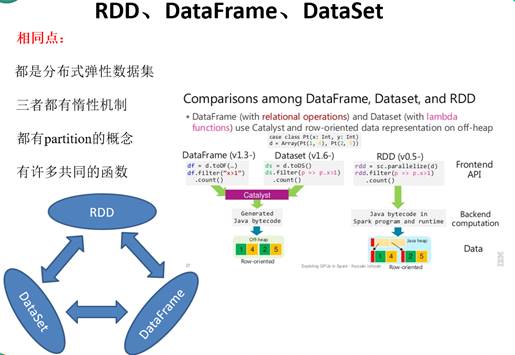 RDD、DataFrame、DataSet
相同点：
都是分布式弹性数据集
三者都有惰性机制
都有partition的概念
有许多共同的函数
RDD
DataSet
DataFrame
Comparisons among DataFrame, Dataset, and RDD
▪ DataFrame (with relational operations) and Dataset (with lambda
functions) use Catalyst and row-oriented data representation on off-heap
case class Pt(x: Int, y: Int)
d = Array(Pt(1, 4), Pt(2, 5))
DataFrame (v1.3-)
Dataset (v1.6-)
rdd (v0.5-)
df = d.toDF(…)
df.filter("x>1")
.count()
ds = d.toDS()
ds.filter(p => p.x>1)
.count()
rdd = sc.parallelize(d)
rdd.filter(p => p.x>1)
.count()
Frontend
API
Catalyst
Generated
Java bytecode
Java bytecode in
Spark program and runtime
Backend
computation
Off heap
1 4 2 5
Row-oriented
Java heap
1 4 2 5
Row-oriented
Data
Exploiting GPUs in Spark - Kazuaki Ishizaki
IBM